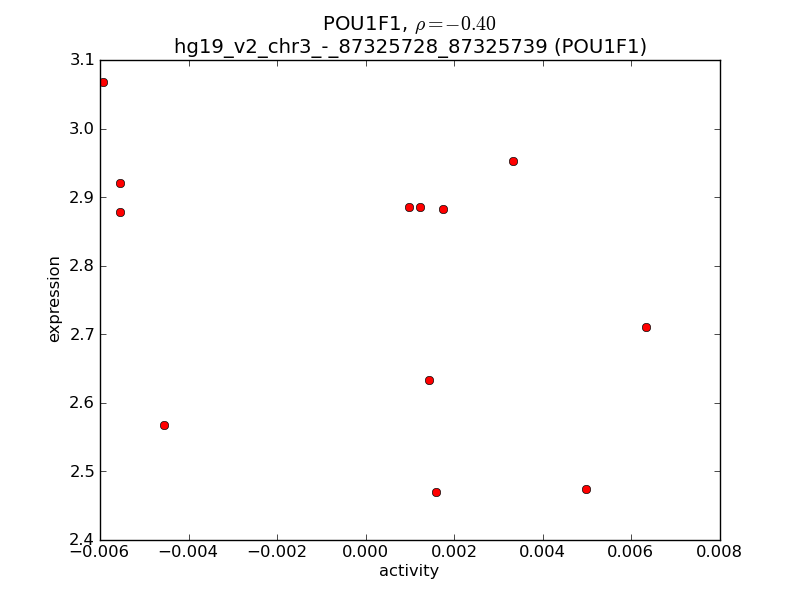 POU1F1, ρ=−0.40
hg19_v2_chr3_-_87325728_87325739 (POU1F1)
3.1
3.0
2.9
2.8
2.7
2.6
2.5
2.4
expression
−0.006 −0.004 −0.002 0.000 0.002 0.004 0.006 0.008
activity